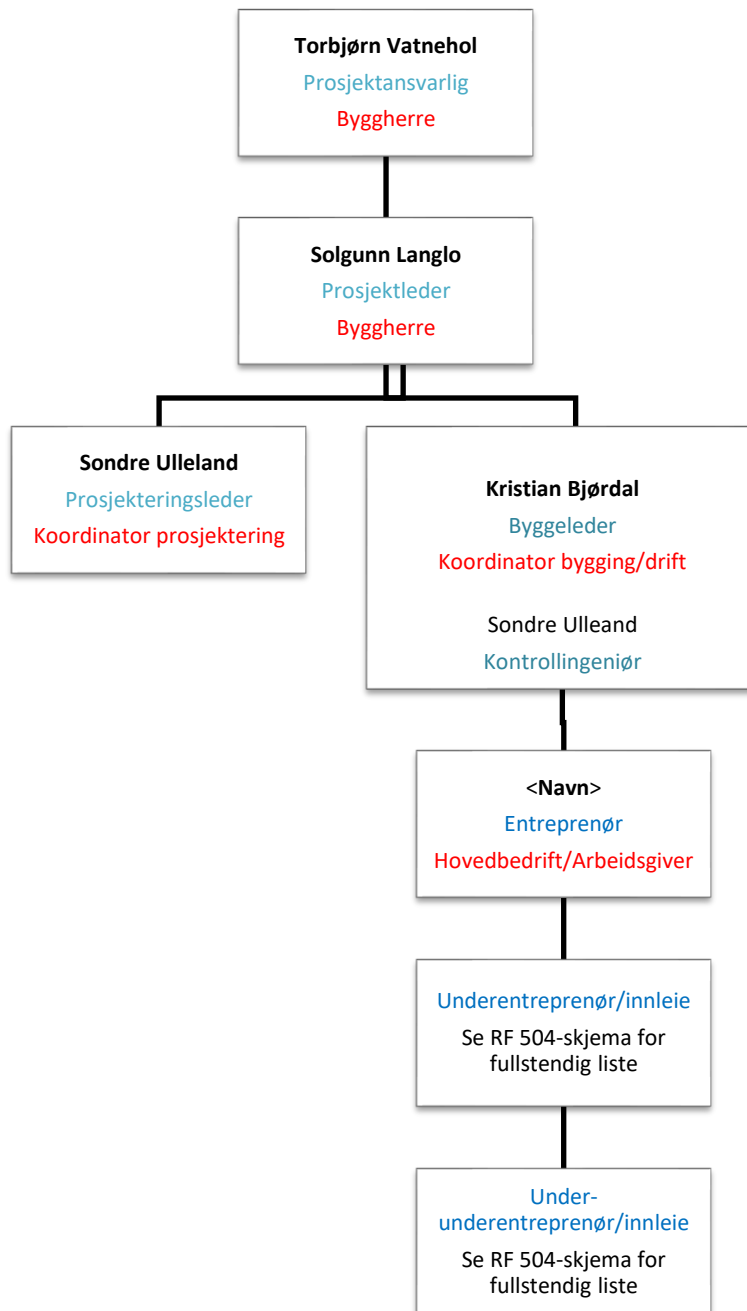 Torbjørn Vatnehol
Prosjektansvarlig
Byggherre
Solgunn Langlo
Prosjektleder
Byggherre
Sondre Ulleland
Prosjekteringsleder
Koordinator prosjektering
Kristian Bjørdal
Byggeleder
Koordinator bygging/drift
Sondre Ulleand
Kontrollingeniør
<Navn>
Entreprenør
Hovedbedrift/Arbeidsgiver
Underentreprenør/innleie
Se RF 504-skjema for
fullstendig liste
Under-
underentreprenør/innleie
Se RF 504-skjema for
fullstendig liste